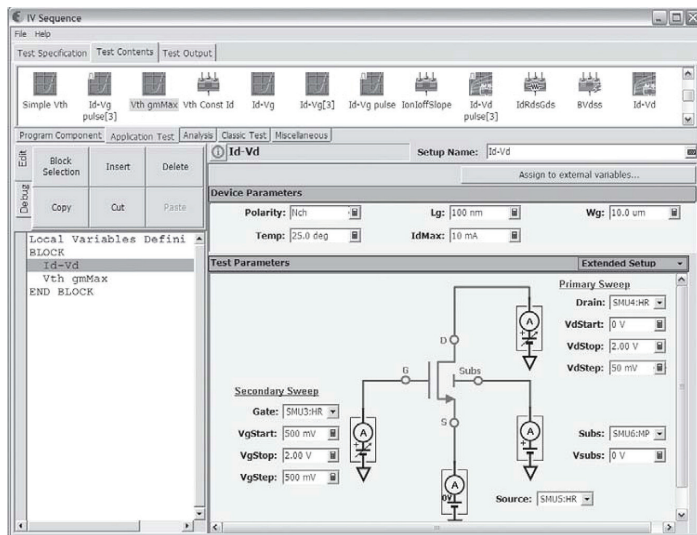 IV Sequence
File Help
Test Specification Test Contents Test Output
Simple Vth Id-Vg pulse[3] Vth gmMax Vth Const Id Id-Vg Id-Vg[3] Id-Vg pulse IonIoffSlope Id-Vd pulse[3] IdRdsGds BVdss Id-Vd
Program Component Application Test Analysis Classic Test Miscellaneous
Edit
Debug
Block Selection Insert Delete
Copy Cut Paste
Id-Vd Setup Name: Id-Vd
Assign to external variables...
Device Parameters
Polarity: Nch Lg: 100 nm Wg: 10.0 um
Temp: 25.0 deg IdMax: 10 mA
Local Variables Defini
BLOCK
Id-Vd
Vth gmMax
END BLOCK
Test Parameters Extended Setup
Primary Sweep
Drain: SMU4:HR
VdStart: 0 V
VdStop: 2.00 V
VdStep: 50 mV
A
D
G
Subs
S
Secondary Sweep
Gate: SMU3:HR
VgStart: 500 mV
VgStop: 2.00 V
VgStep: 500 mV
A
A
Subs: SMU6:MP
Vsubs: 0 V
A
0V
Source: SMU5:HR